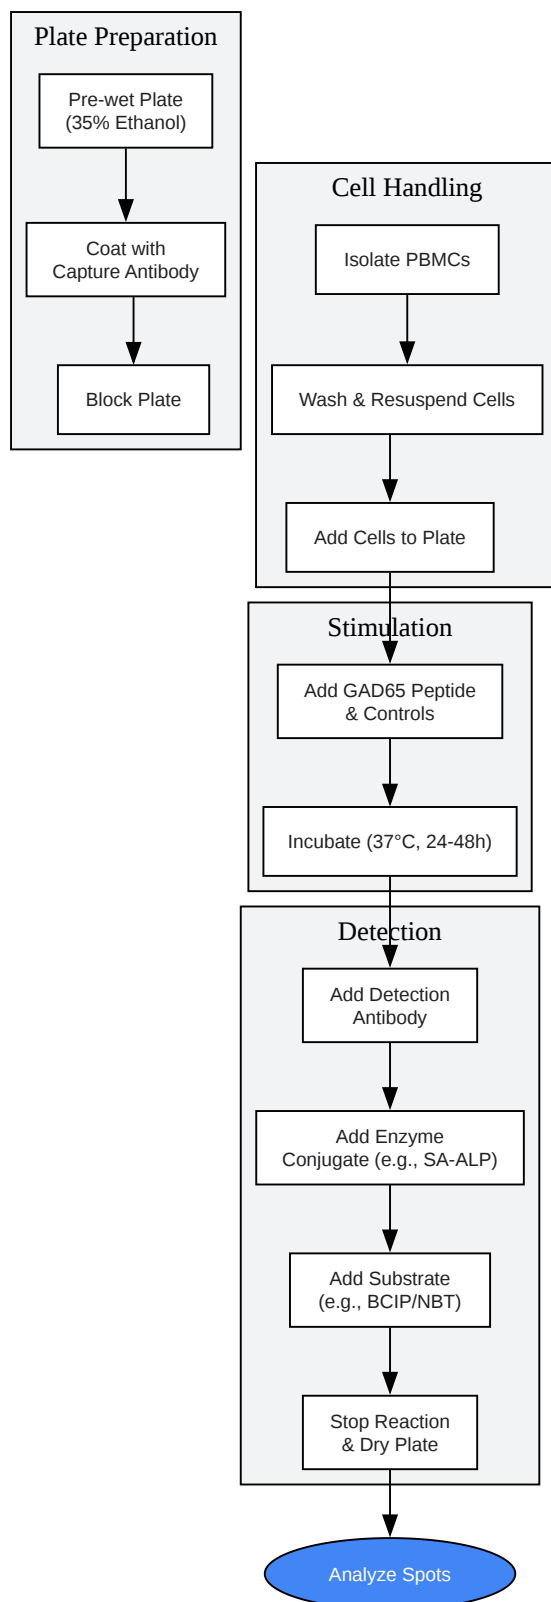 Plate Preparation
Pre-wet Plate
(35% Ethanol)
Coat with
Capture Antibody
Block Plate
Cell Handling
Isolate PBMCs
Wash & Resuspend Cells
Add Cells to Plate
Stimulation
Add GAD65 Peptide
& Controls
Incubate (37°C, 24-48h)
Detection
Add Detection
Antibody
Add Enzyme
Conjugate (e.g., SA-ALP)
Add Substrate
(e.g., BCIP/NBT)
Stop Reaction
& Dry Plate
Analyze Spots